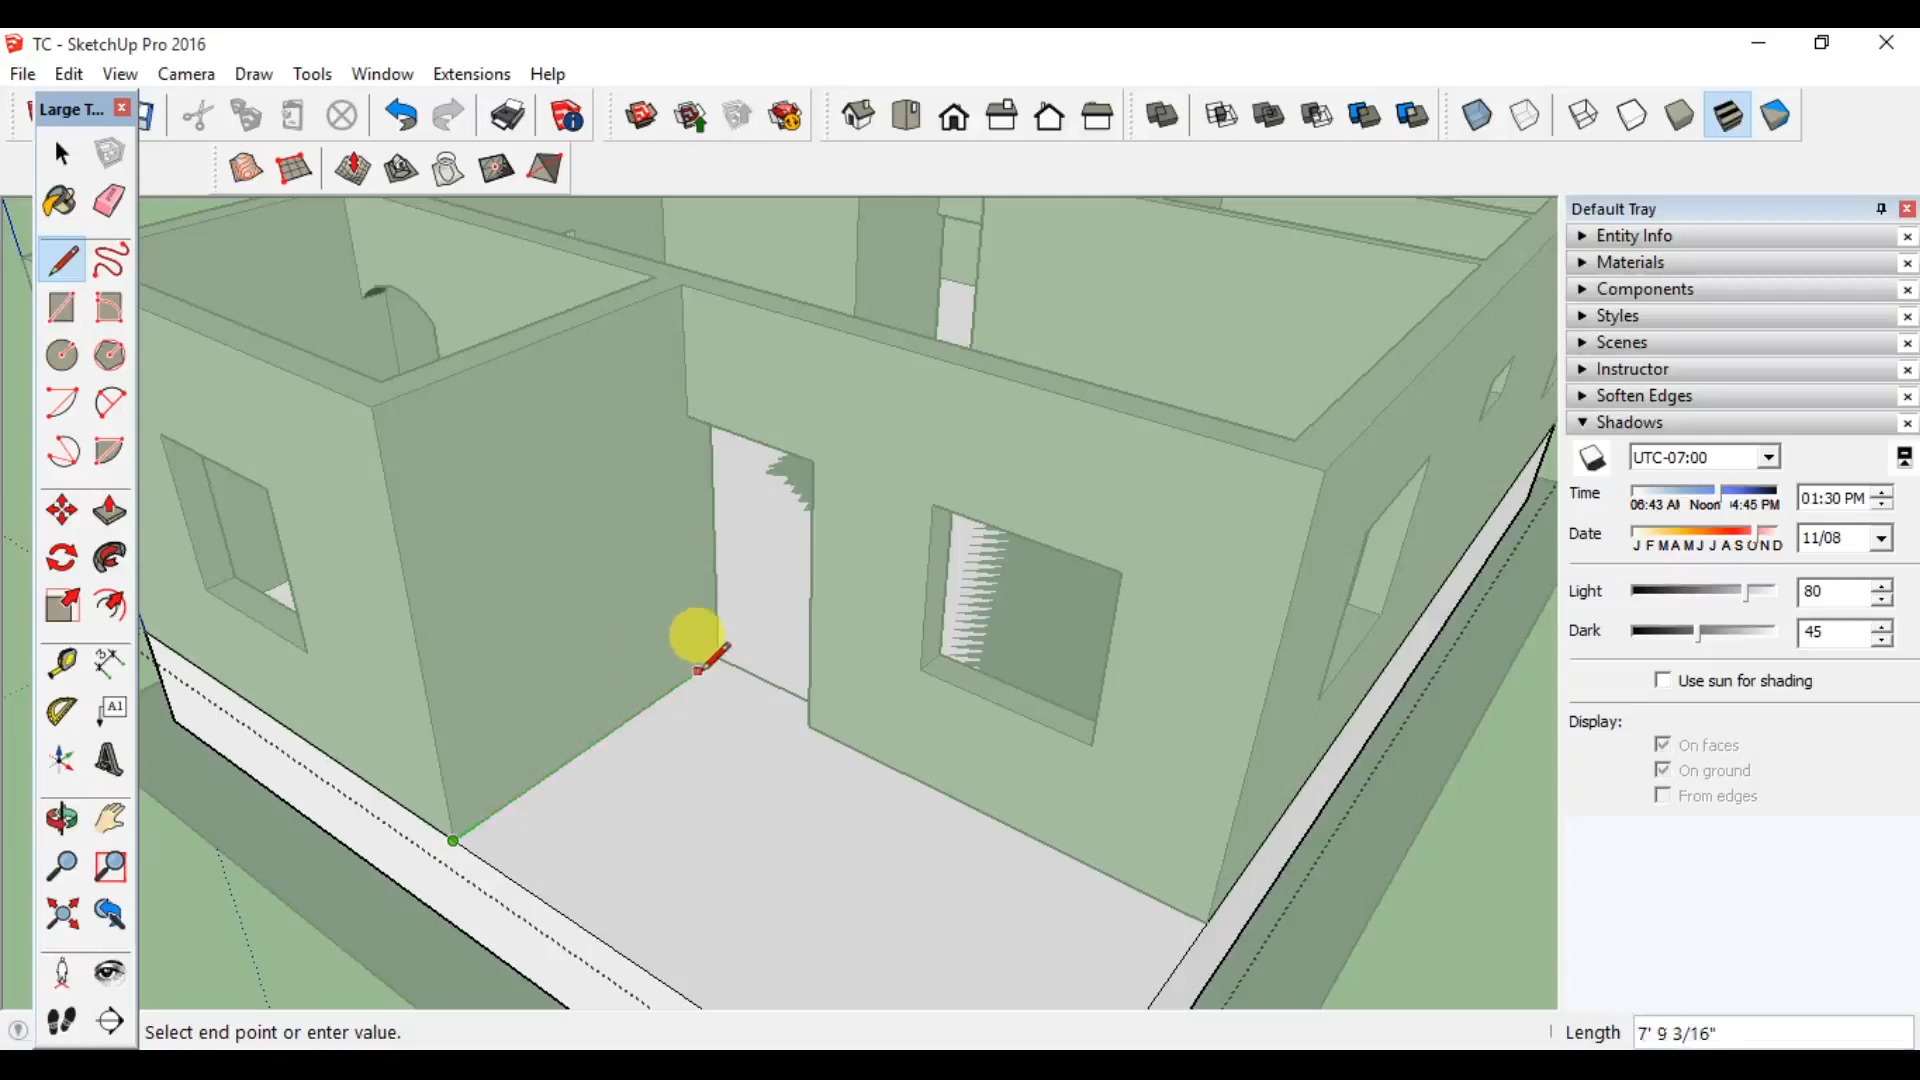 TC - SketchUp Pro 2016
File Edit View Camera Draw Tools Window Extensions Help
Large T...
A1
Default Tray
Entity Info
Materials
Components
Styles
Scenes
Instructor
Soften Edges
Shadows
UTC-07:00
Time
06:43 AM Noon 04:45 PM
01:30 PM
Date
J F M A M J J A S O N D
11/08
Light
80
Dark
45
Use sun for shading
Display:
On faces
On ground
From edges
Select end point or enter value.
Length 7' 9 3/16"